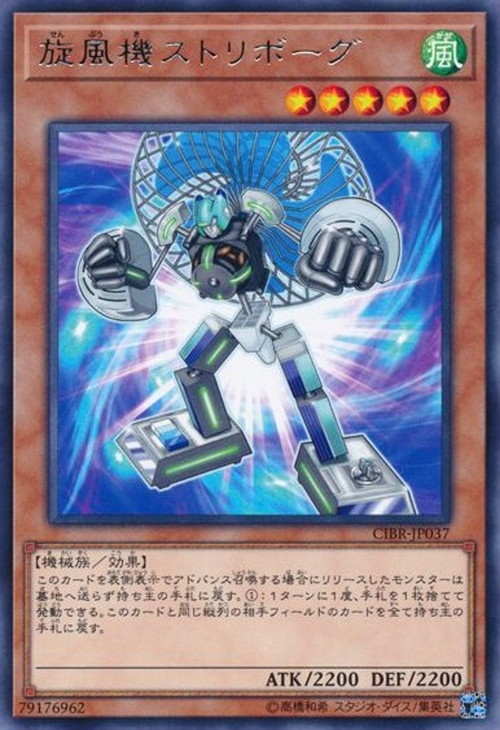 旋風機ストリボーグ
風
CIBR-JP037
【機械族/効果】
このカードを表側表示でアドバンス召喚する場合にリリースしたモンスターは
墓地へ送らず持ち主の手札に戻す。①:1ターンに1度、手札を1枚捨てて
発動できる。このカードと同じ縦列の相手フィールドのカードを全て持ち主の
手札に戻す。
ATK/2200 DEF/2200
79176962
©高橋和希 スタジオ・ダイス/集英社